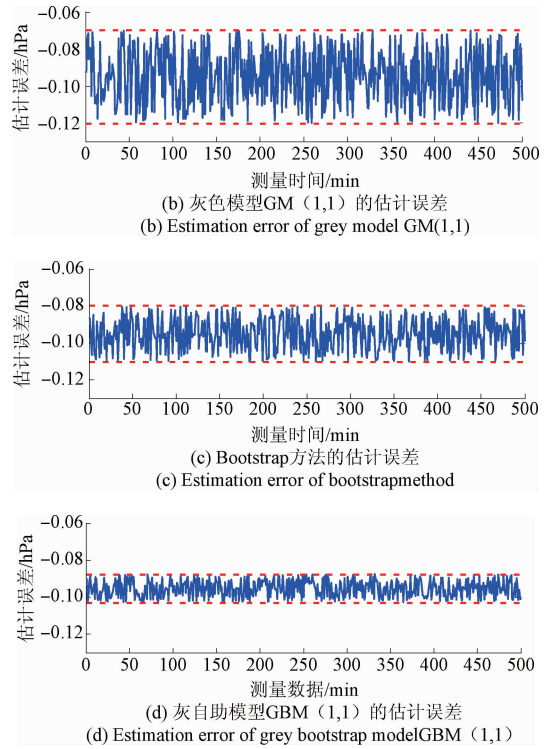 −0.06
−0.08
−0.10
−0.12
估计误差/hPa
0 50 100 150 200 250 300 350 400 450 500
测量时间/min
(b) 灰色模型GM（1,1）的估计误差
(b) Estimation error of grey model GM(1,1)
−0.06
−0.08
−0.10
−0.12
估计误差/hPa
0 50 100 150 200 250 300 350 400 450 500
测量时间/min
(c) Bootstrap方法的估计误差
(c) Estimation error of bootstrapmethod
−0.06
−0.08
−0.10
−0.12
估计误差/hPa
0 50 100 150 200 250 300 350 400 450 500
测量数据/min
(d) 灰自助模型GBM（1,1）的估计误差
(d) Estimation error of grey bootstrap modelGBM（1,1）